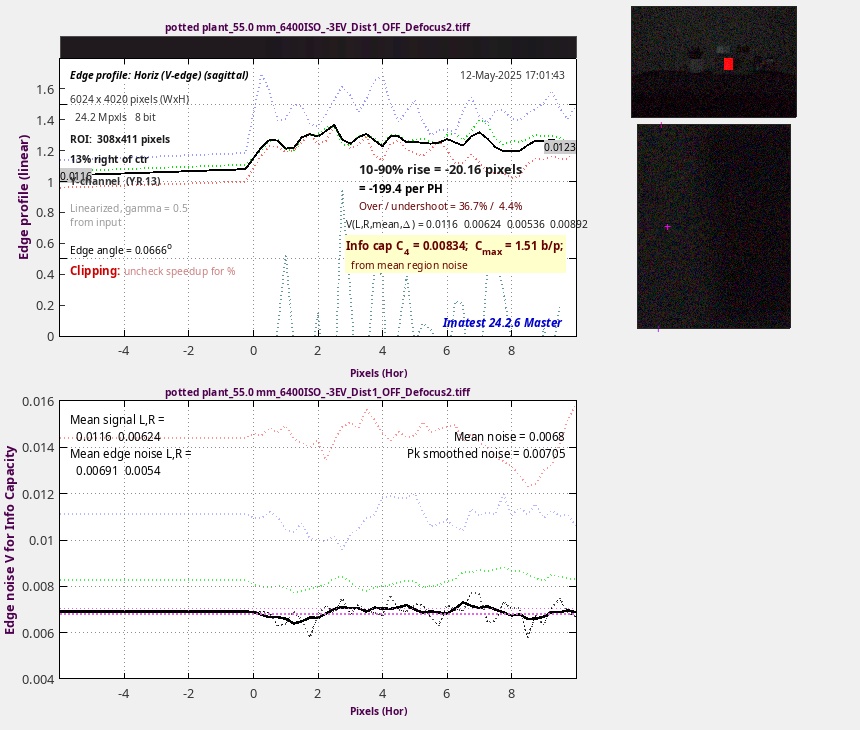 potted plant_55.0 mm_6400ISO_-3EV_Dist1_OFF_Defocus2.tiff
Edge profile: Horiz (V-edge) (sagittal)
12-May-2025 17:01:43
6024 x 4020 pixels (WxH)
24.2 Mpxls   8 bit
ROI:  308x411 pixels
13% right of ctr
Y-channel  (YR 13)
0.0116
0.0123
Linearized, gamma = 0.5
from input
Edge angle = 0.0666º
Clipping: uncheck speedup for %
10-90% rise = -20.16 pixels
= -199.4 per PH
Over / undershoot = 36.7% /  4.4%
V(L,R,mean,Δ) = 0.0116  0.00624  0.00536  0.00892
Info cap C4 = 0.00834;  Cmax = 1.51 b/p;
from mean region noise
Imatest 24.2.6 Master
Edge profile (linear)
1.6
1.4
1.2
1
0.8
0.6
0.4
0.2
0
-4 -2 0 2 4 6 8
Pixels (Hor)
potted plant_55.0 mm_6400ISO_-3EV_Dist1_OFF_Defocus2.tiff
Mean signal L,R =
0.0116  0.00624
Mean edge noise L,R =
0.00691  0.0054
Mean noise = 0.0068
Pk smoothed noise = 0.00705
Edge noise V for Info Capacity
0.016
0.014
0.012
0.01
0.008
0.006
0.004
-4 -2 0 2 4 6 8
Pixels (Hor)